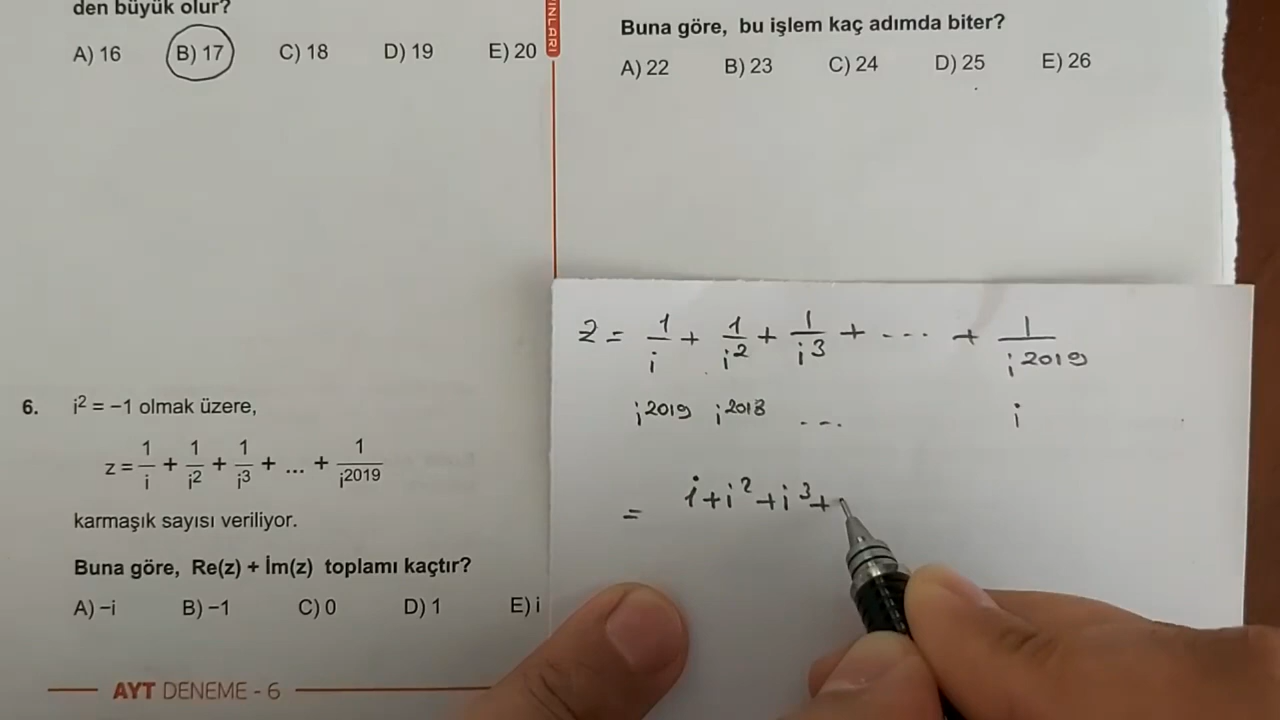 den büyük olur?
A) 16 B) 17 C) 18 D) 19 E) 20
Buna göre, bu işlem kaç adımda biter?
A) 22 B) 23 C) 24 D) 25 E) 26
6. i² = −1 olmak üzere,
z = 1/i + 1/i² + 1/i³ + ... + 1/i²⁰¹⁹
karmaşık sayısı veriliyor.
Buna göre, Re(z) + İm(z) toplamı kaçtır?
A) −i B) −1 C) 0 D) 1 E) i
AYT DENEME - 6
z = 1/i + 1/i² + 1/i³ + ... + 1/i²⁰¹⁹
i²⁰¹⁹ i²⁰¹⁸ ... i
= i + i² + i³ +